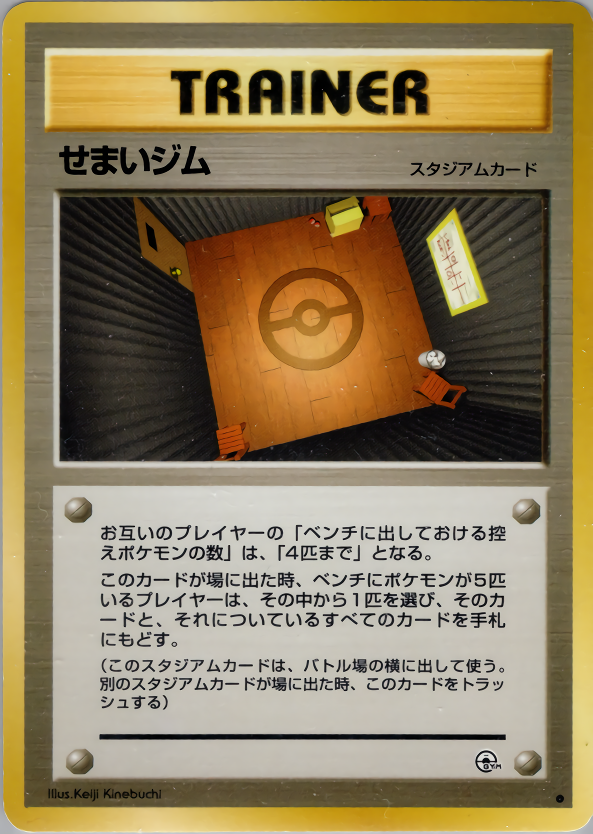 TRAINER
せまいジム
スタジアムカード
お互いのプレイヤーの「ベンチに出しておける控
えポケモンの数」は、「4匹まで」となる。
このカードが場に出た時、ベンチにポケモンが5匹
いるプレイヤーは、その中から1匹を選び、そのカ
ードと、それについているすべてのカードを手札
にもどす。
(このスタジアムカードは、バトル場の横に出して使う。
別のスタジアムカードが場に出た時、このカードをトラッ
シュする)
GYM
Illus.Keiji Kinebuchi